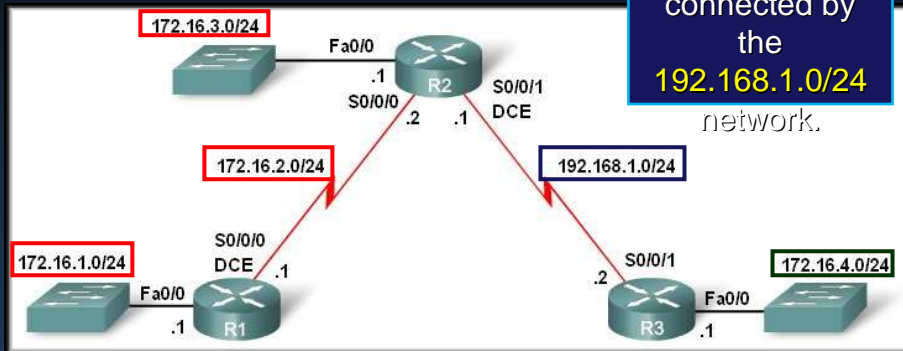 connected by
the
192.168.1.0/24
network.
172.16.3.0/24
Fa0/0
.1
R2
S0/0/0
S0/0/1
DCE
.2
.1
172.16.2.0/24
192.168.1.0/24
S0/0/0
DCE
.1
172.16.1.0/24
Fa0/0
.1
R1
S0/0/1
.2
172.16.4.0/24
Fa0/0
R3
.1